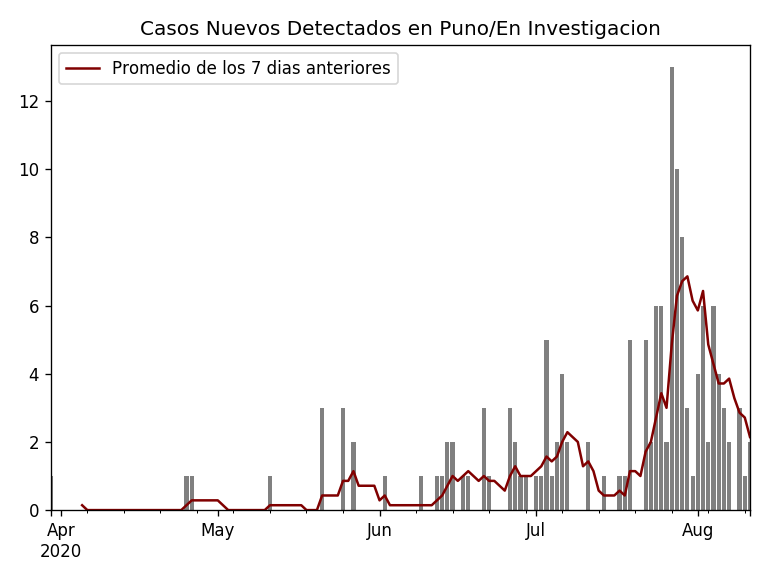 Casos Nuevos Detectados en Puno/En Investigacion
Promedio de los 7 dias anteriores
12
10
8
6
4
2
0
Apr May Jun Jul Aug
2020